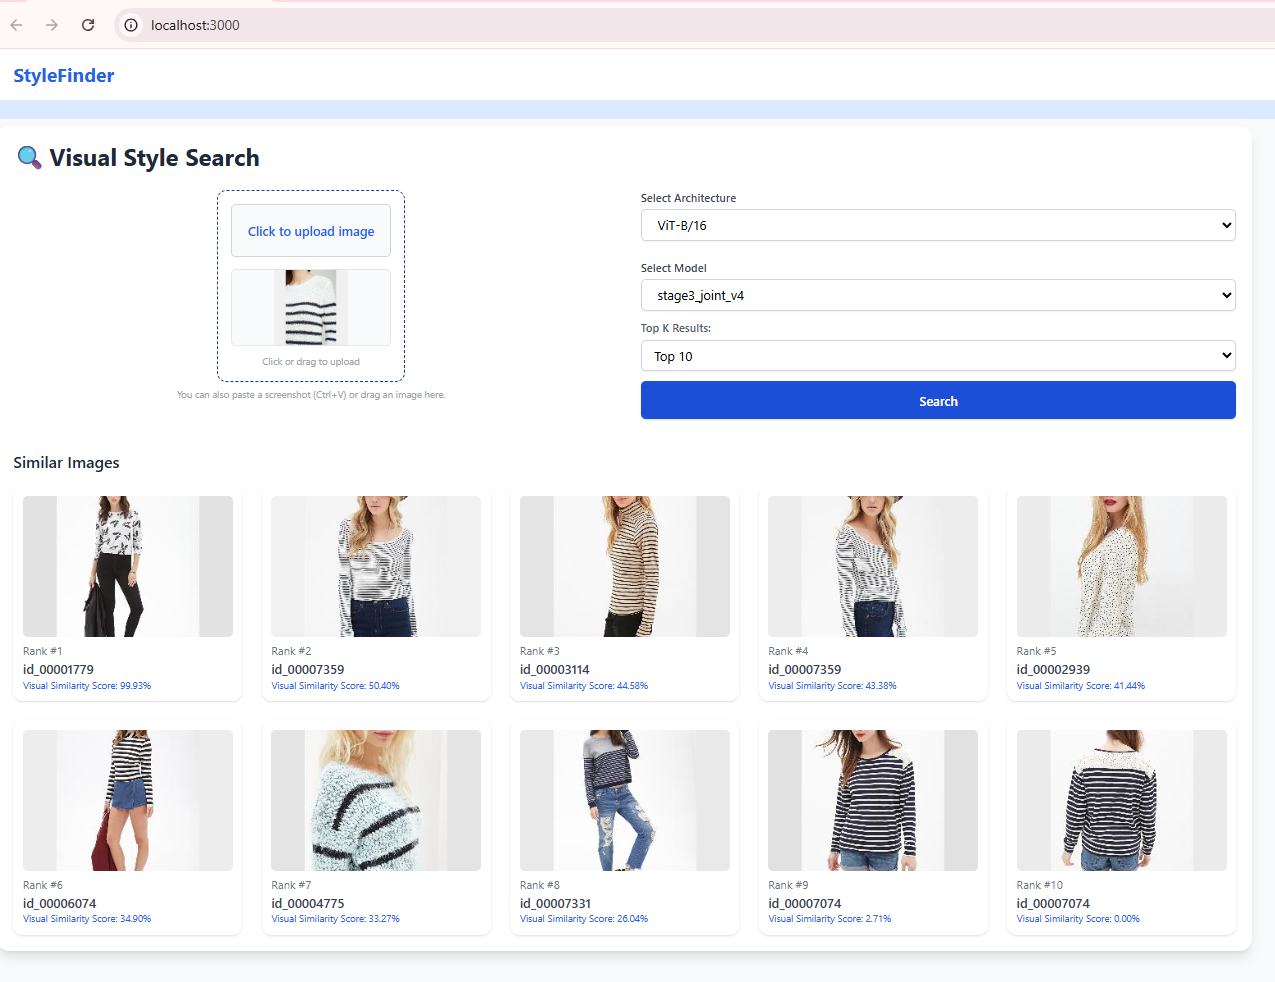 localhost:3000
StyleFinder
Visual Style Search
Click to upload image
Click or drag to upload
You can also paste a screenshot (Ctrl+V) or drag an image here.
Select Architecture
ViT-B/16
Select Model
stage3_joint_v4
Top K Results:
Top 10
Search
Similar Images
Rank #1
id_00001779
Visual Similarity Score: 99.93%
Rank #2
id_00007359
Visual Similarity Score: 50.40%
Rank #3
id_00003114
Visual Similarity Score: 44.58%
Rank #4
id_00007359
Visual Similarity Score: 43.38%
Rank #5
id_00002939
Visual Similarity Score: 41.44%
Rank #6
id_00006074
Visual Similarity Score: 34.90%
Rank #7
id_00004775
Visual Similarity Score: 33.27%
Rank #8
id_00007331
Visual Similarity Score: 26.04%
Rank #9
id_00007074
Visual Similarity Score: 2.71%
Rank #10
id_00007074
Visual Similarity Score: 0.00%